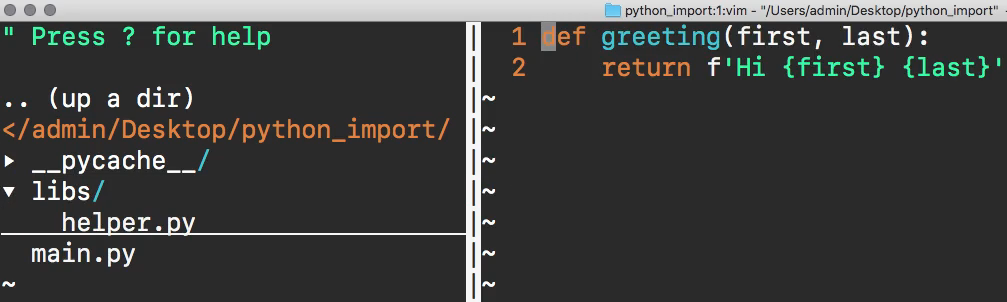 python_import:1:vim - "/Users/admin/Desktop/python_import"
" Press ? for help
.. (up a dir)
</admin/Desktop/python_import/
▸ __pycache__/
▾ libs/
helper.py
main.py
~
1 def greeting(first, last):
2 return f'Hi {first} {last}'
~
~
~
~
~
~
~